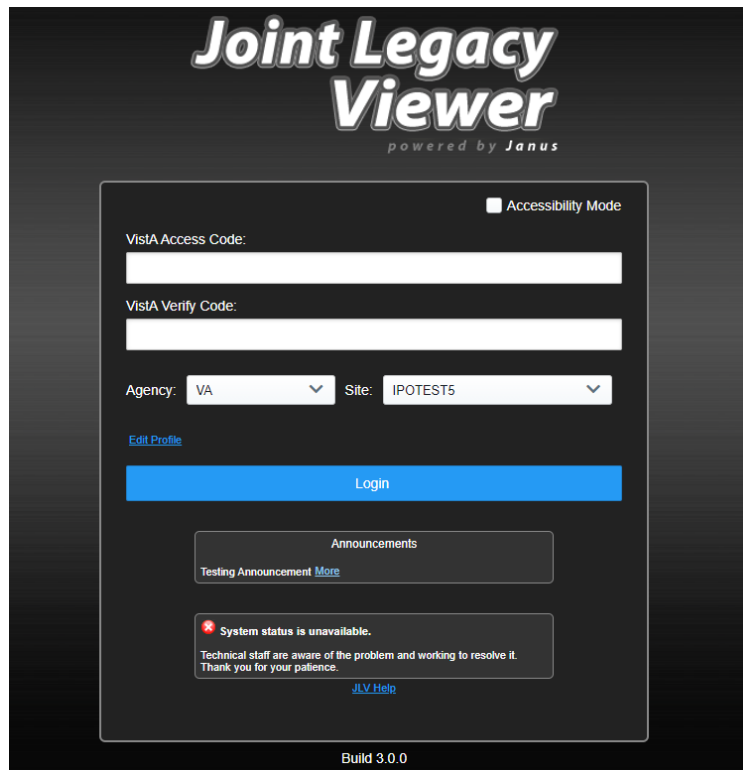 Joint Legacy
Viewer
powered by Janus
Accessibility Mode
VistA Access Code:
VistA Verify Code:
Agency: VA Site: IPOTEST5
Edit Profile
Login
Announcements
Testing Announcement More
System status is unavailable.
Technical staff are aware of the problem and working to resolve it.
Thank you for your patience.
JLV Help
Build 3.0.0